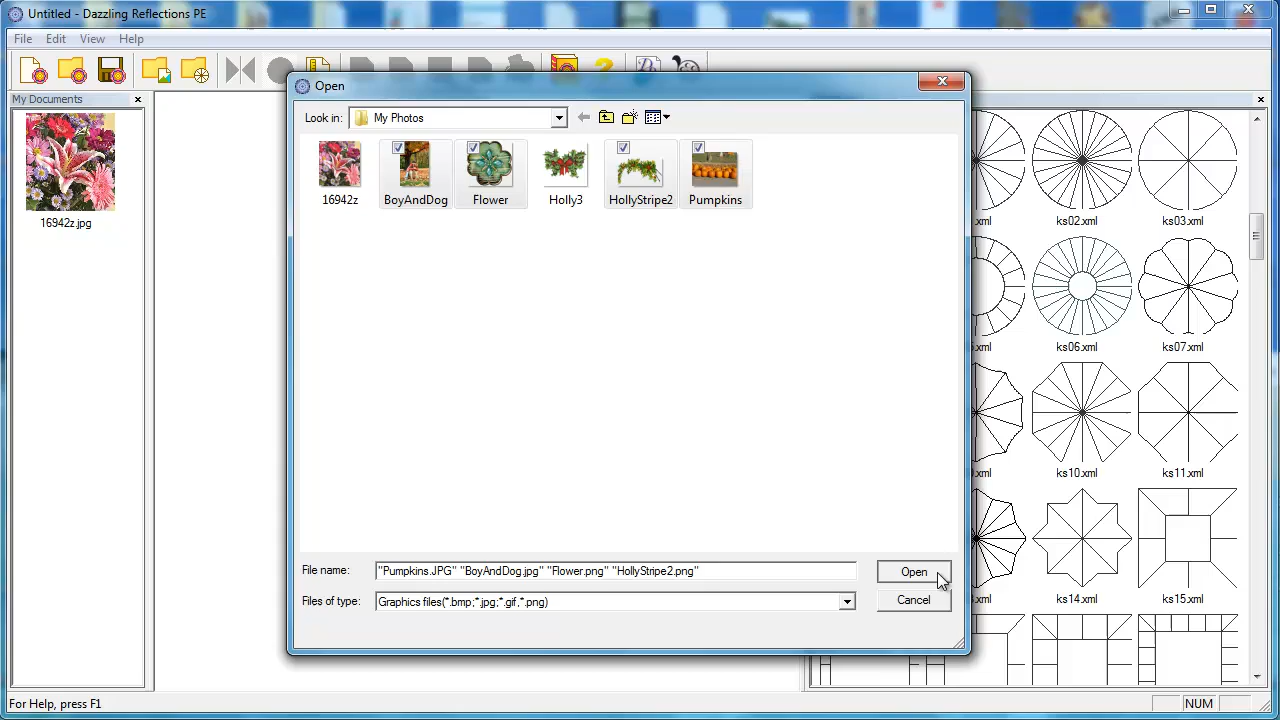 Untitled - Dazzling Reflections PE
File Edit View Help
My Documents
16942z.jpg
Open
Look in: My Photos
16942z BoyAndDog Flower Holly3 HollyStripe2 Pumpkins
File name: "Pumpkins.JPG" "BoyAndDog.jpg" "Flower.png" "HollyStripe2.png" Open
Files of type: Graphics files(*.bmp;*.jpg;*.gif,*.png) Cancel
.xml ks02.xml ks03.xml
.xml ks06.xml ks07.xml
.xml ks10.xml ks11.xml
.xml ks14.xml ks15.xml
For Help, press F1
NUM